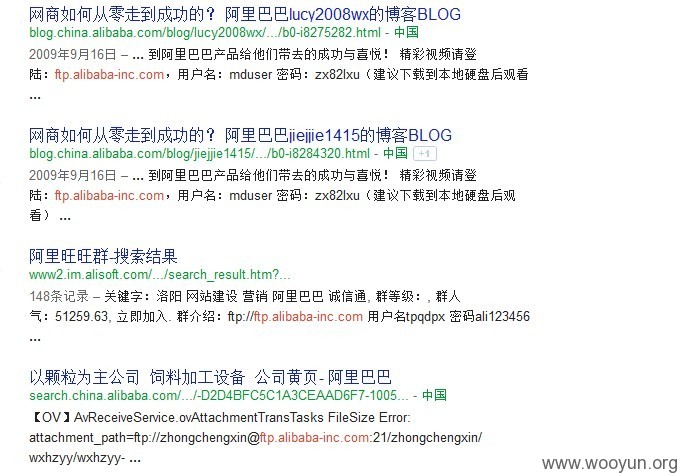 网商如何从零走到成功的？ 阿里巴巴lucy2008wx的博客BLOG
blog.china.alibaba.com/blog/lucy2008wx/.../b0-i8275282.html - 中国
2009年9月16日 – ... 到阿里巴巴产品给他们带去的成功与喜悦！ 精彩视频请登
陆：ftp.alibaba-inc.com，用户名：mduser 密码：zx82lxu（建议下载到本地硬盘后观看
...
网商如何从零走到成功的？ 阿里巴巴jiejjie1415的博客BLOG
blog.china.alibaba.com/blog/jiejjie1415/.../b0-i8284320.html - 中国 +1
2009年9月16日 – ... 到阿里巴巴产品给他们带去的成功与喜悦！ 精彩视频请登
陆：ftp.alibaba-inc.com，用户名：mduser 密码：zx82lxu（建议下载到本地硬盘后观
看） ...
阿里旺旺群-搜索结果
www2.im.alisoft.com/.../search_result.htm?...
148条记录 – 关键字：洛阳 网站建设 营销 阿里巴巴 诚信通, 群等级：, 群人
气：51259.63, 立即加入. 群介绍：ftp://ftp.alibaba-inc.com 用户名tpqdpx 密码ali123456
...
以颗粒为主公司 饲料加工设备 公司黄页- 阿里巴巴
search.china.alibaba.com/.../-D2D4BFC5C1A3CEAAD6F7-1005... - 中国
【OV】AvReceiveService.ovAttachmentTransTasks FileSize Error:
attachment_path=ftp://zhongchengxin@ftp.alibaba-inc.com:21/zhongchengxin/
wxhzyy/wxhzyy- ...
www.wooyun.org